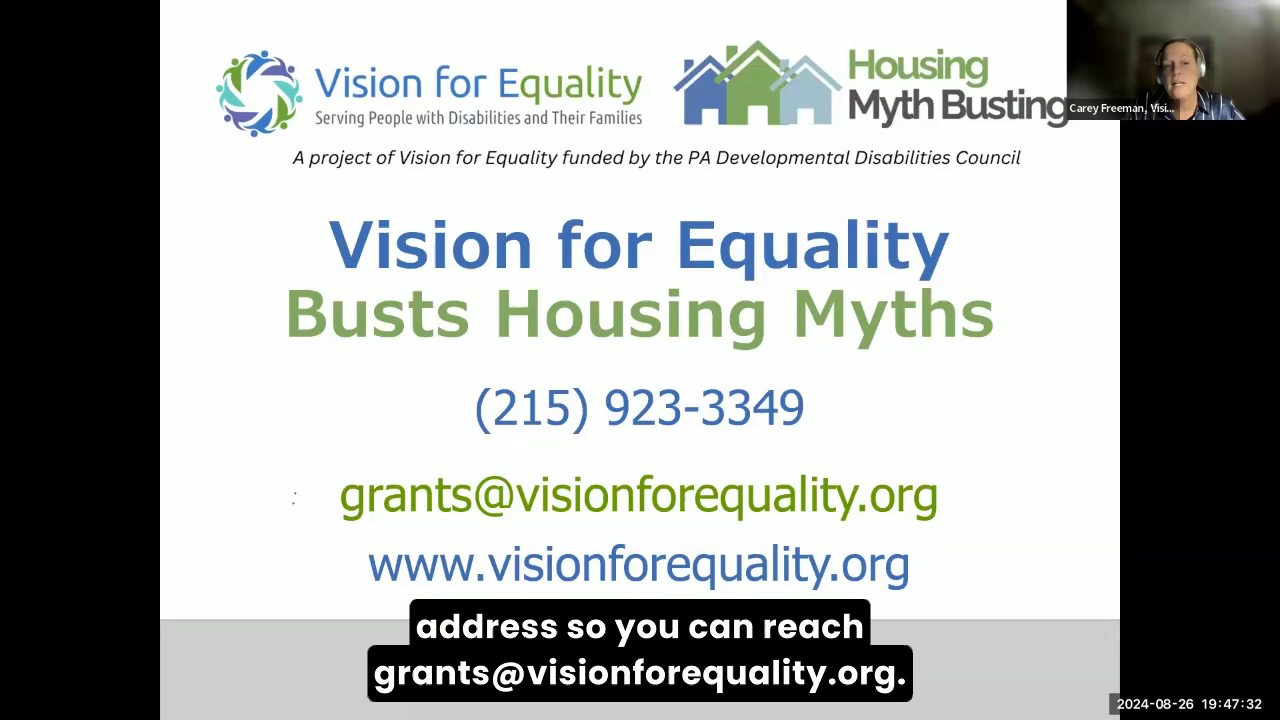 Vision for Equality
Serving People with Disabilities and Their Families
Housing
Myth Busting
Carey Freeman, Visi...
A project of Vision for Equality funded by the PA Developmental Disabilities Council
Vision for Equality
Busts Housing Myths
(215) 923-3349
grants@visionforequality.org
www.visionforequality.org
address so you can reach
grants@visionforequality.org.
2024-08-26 19:47:32